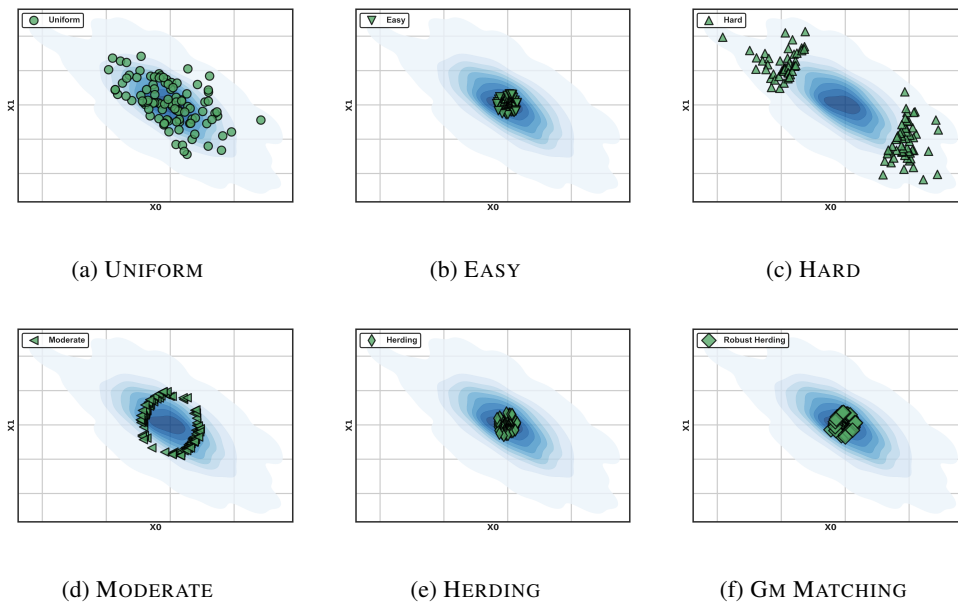 Uniform
X1
X0
(a) UNIFORM
Easy
X1
X0
(b) EASY
Hard
X1
X0
(c) HARD
Moderate
X1
X0
(d) MODERATE
Herding
X1
X0
(e) HERDING
Robust Herding
X1
X0
(f) GM MATCHING